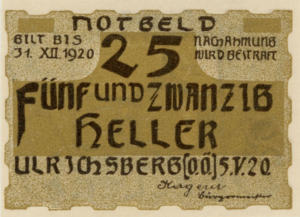 NOTGELD
GILT BIS 31. XII. 1920
25
NACHAHMUNG WIRD BESTRAFT
FÜNF UND ZWANZIG
HELLER
ULRICHSBERG (O.Ö.) 5.V.20.
Bürgermeister